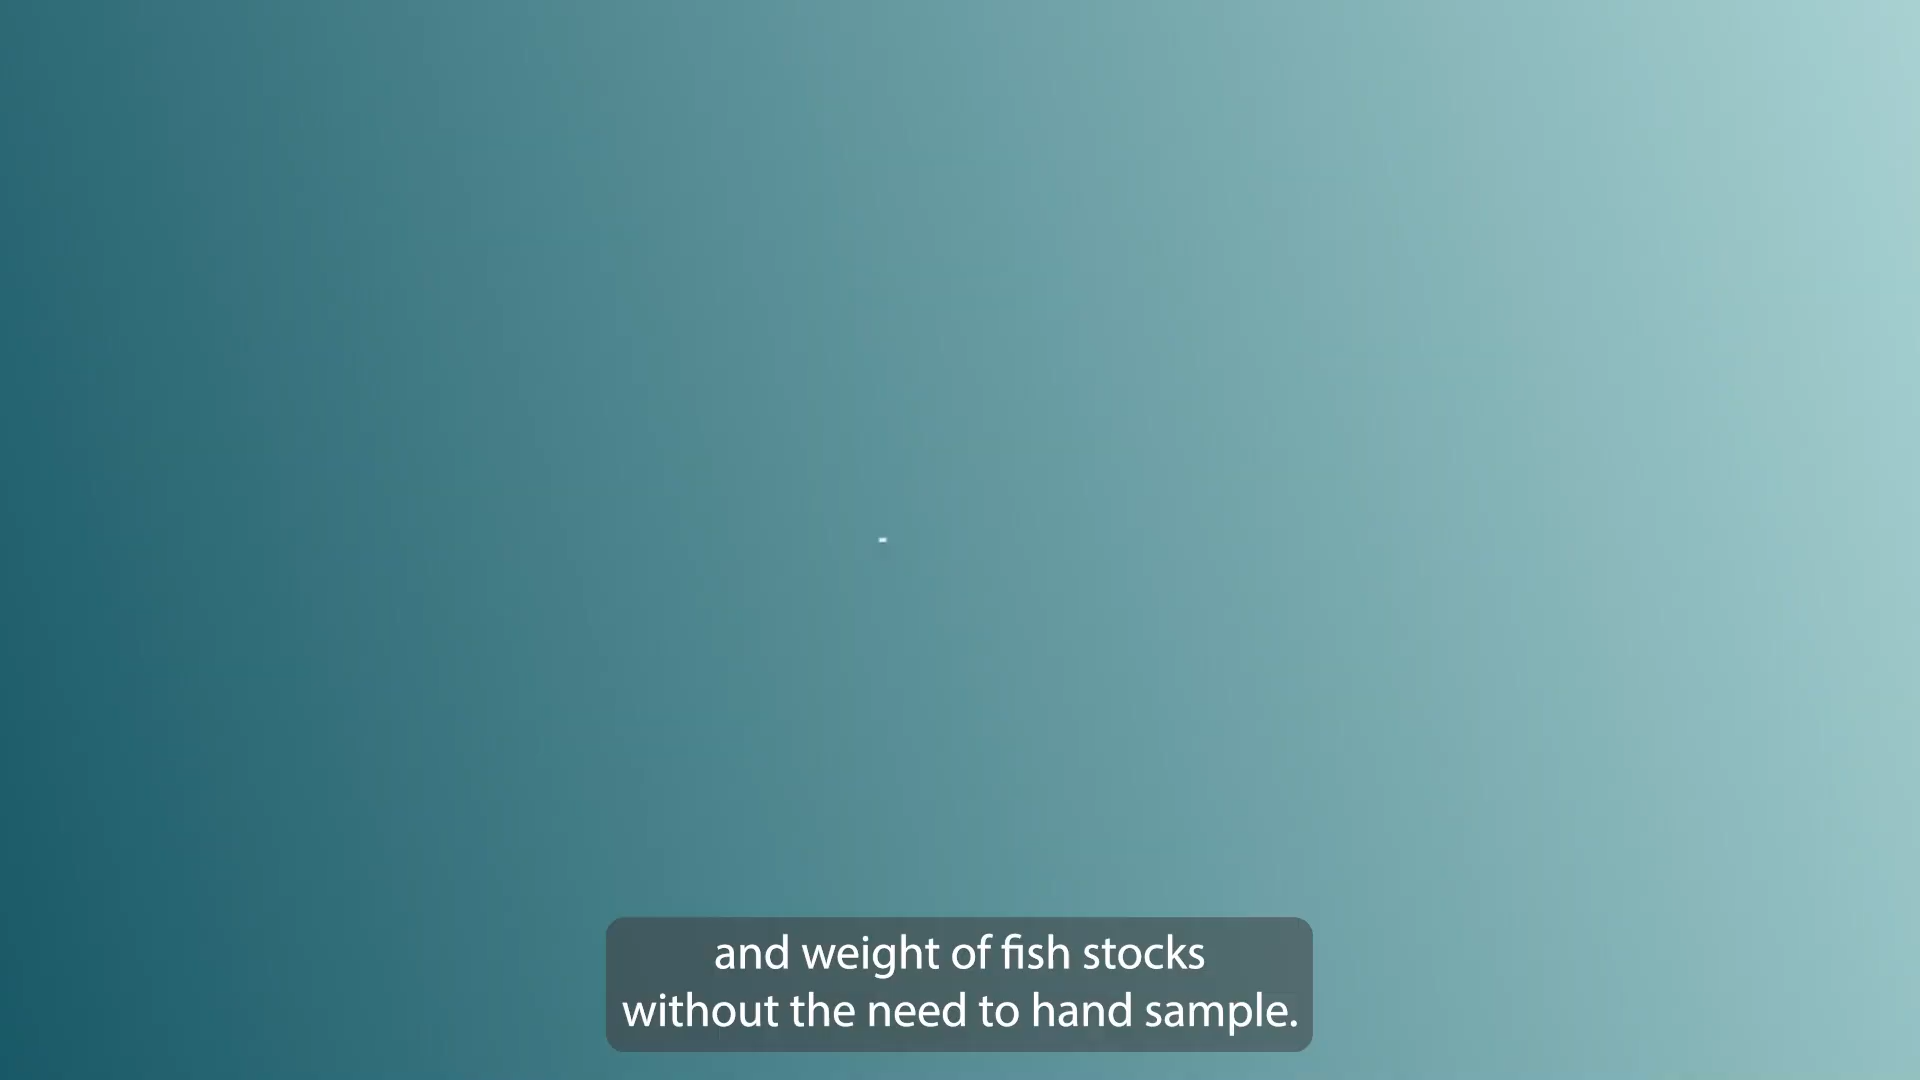 and weight of fish stocks
without the need to hand sample.